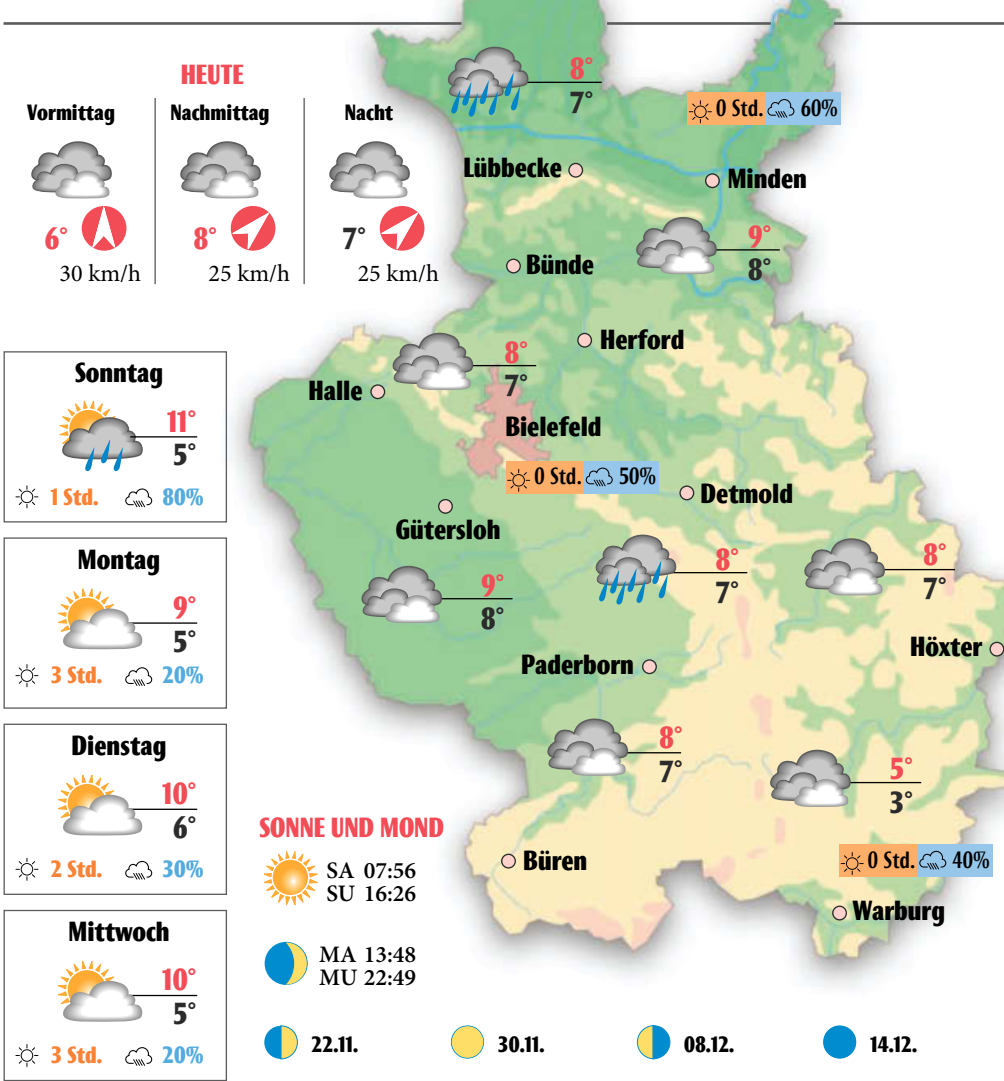 HEUTE
Vormittag
6°
30 km/h
Nachmittag
8°
25 km/h
Nacht
7°
25 km/h
Sonntag
11°
5°
1 Std. 80%
Montag
9°
5°
3 Std. 20%
Dienstag
10°
6°
2 Std. 30%
Mittwoch
10°
5°
3 Std. 20%
8°
7°
0 Std. 60%
Lübbecke
Minden
9°
8°
Bünde
Herford
8°
7°
Halle
Bielefeld
0 Std. 50%
Detmold
Gütersloh
8°
7°
8°
7°
9°
8°
Höxter
Paderborn
8°
7°
5°
3°
Büren
0 Std. 40%
Warburg
SONNE UND MOND
SA 07:56
SU 16:26
MA 13:48
MU 22:49
22.11. 30.11. 08.12. 14.12.